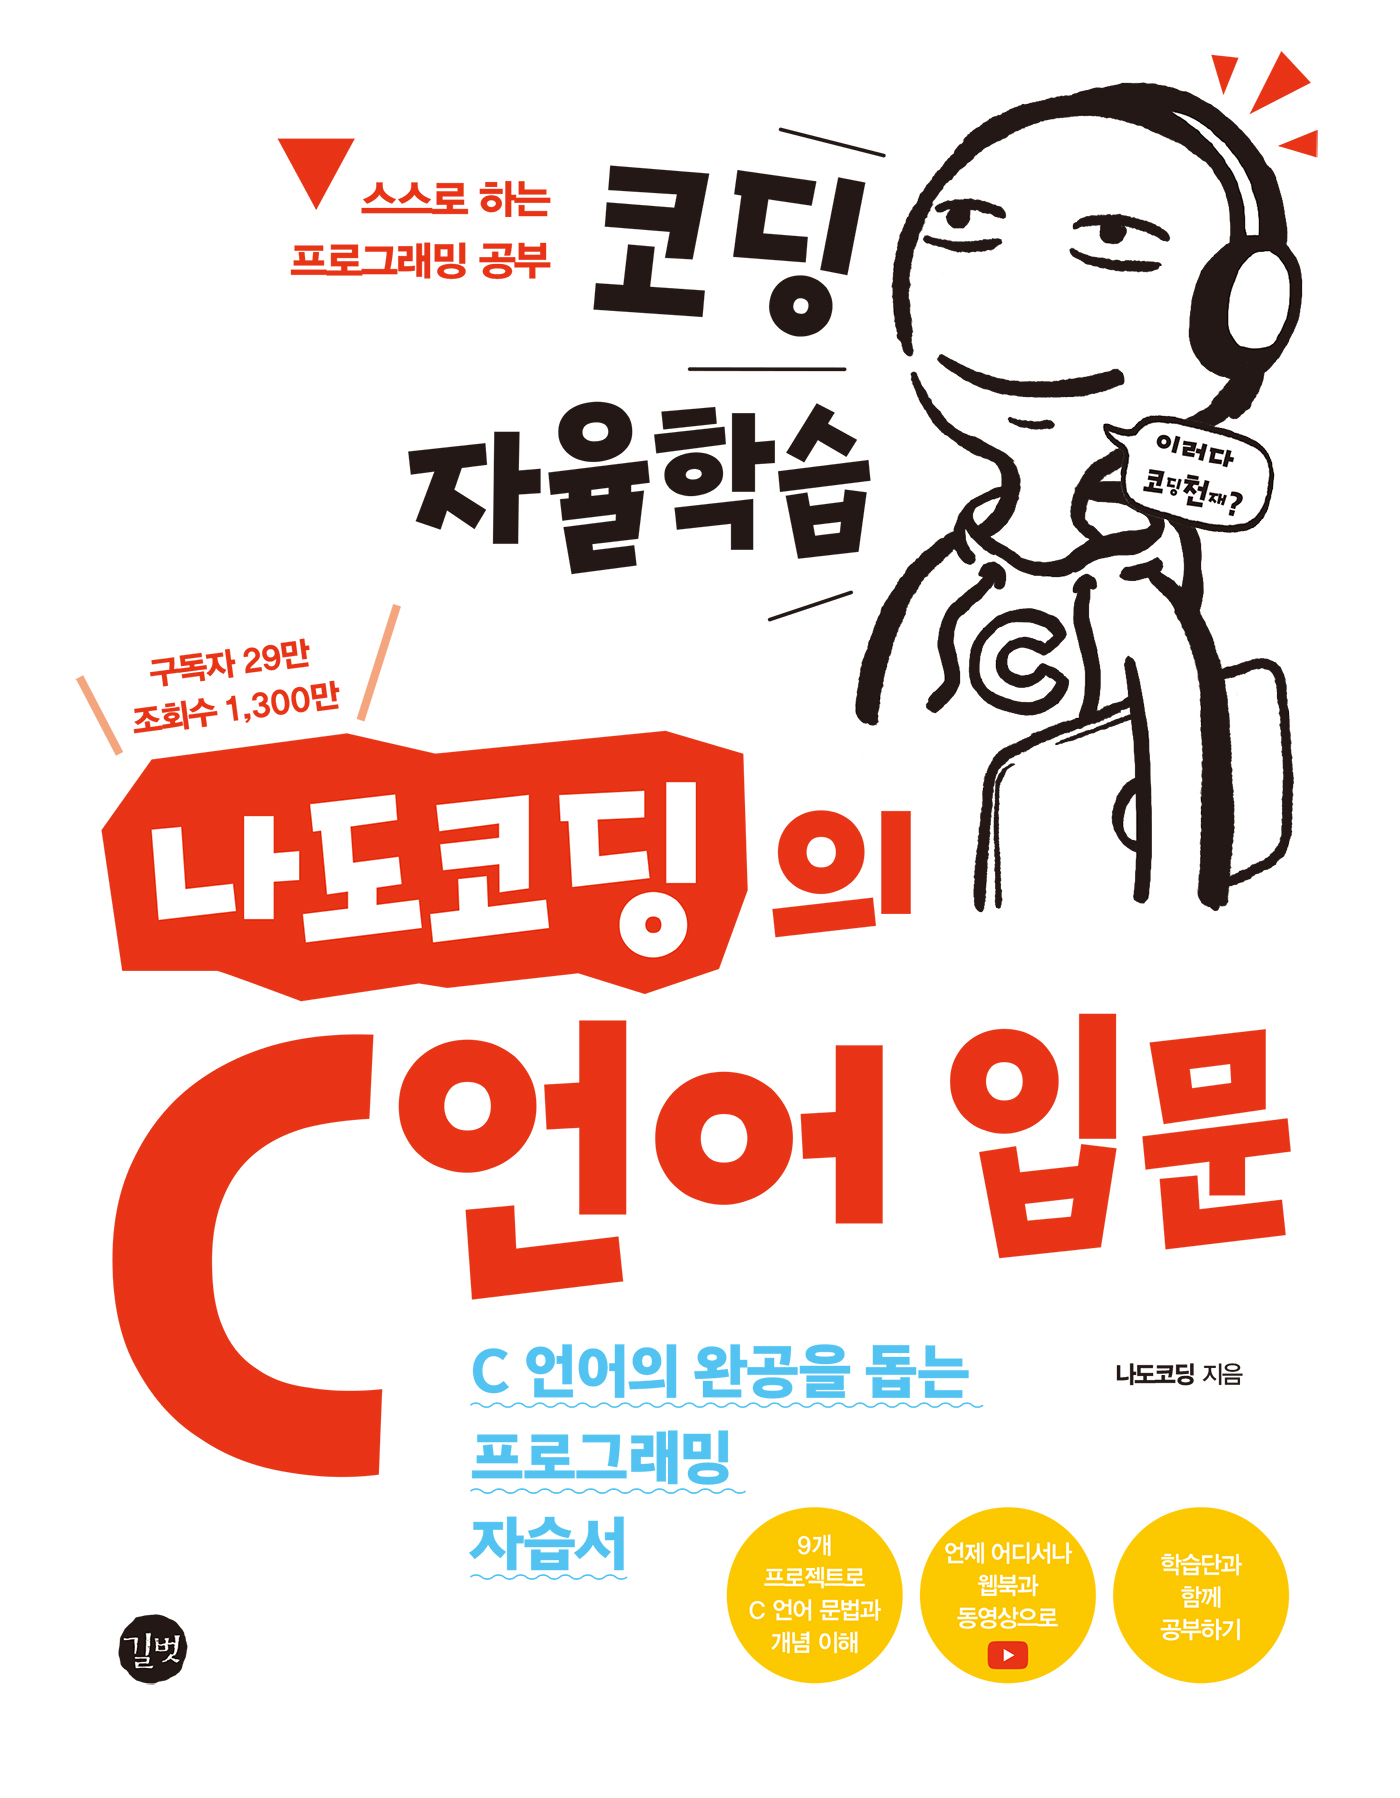 스스로 하는
프로그래밍 공부
코딩
자율학습
이러다
코딩천재?
C
구독자 29만
조회수 1,300만
나도코딩의
C 언어 입문
C 언어의 완공을 돕는
프로그래밍
자습서
나도코딩 지음
9개
프로젝트로
C 언어 문법과
개념 이해
언제 어디서나
웹북과
동영상으로
학습단과
함께
공부하기
길벗